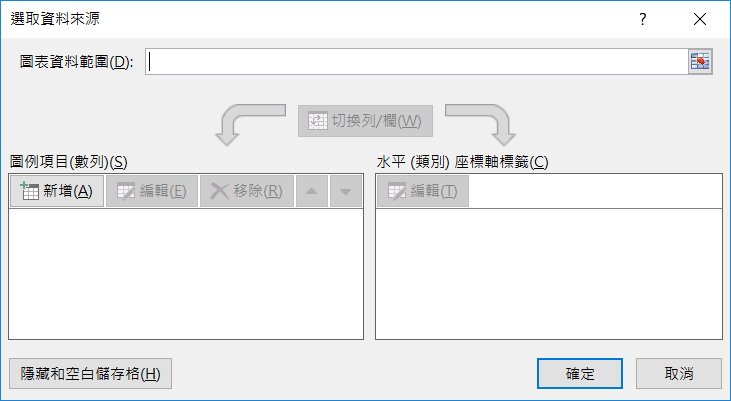 選取資料來源
圖表資料範圍(D):
切換列/欄(W)
圖例項目(數列)(S)
水平 (類別) 座標軸標籤(C)
新增(A) 編輯(E) 移除(R)
編輯(T)
隱藏和空白儲存格(H)
確定 取消